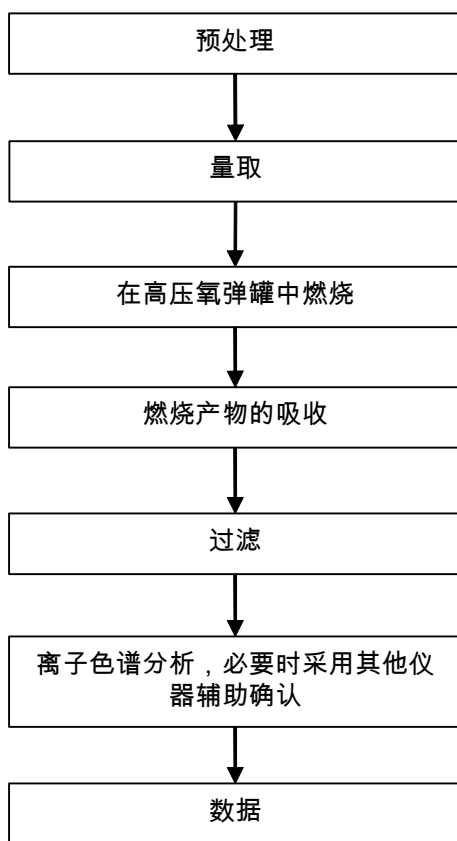 预处理
量取
在高压氧弹罐中燃烧
燃烧产物的吸收
过滤
离子色谱分析，必要时采用其他仪
器辅助确认
数据